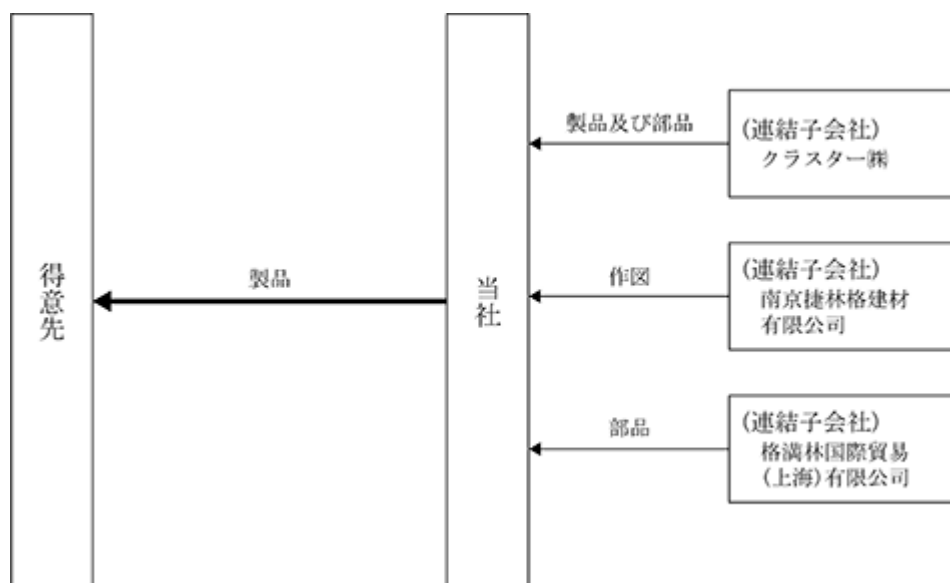 得意先
製品
当社
製品及び部品
(連結子会社)
クラスター㈱
作図
(連結子会社)
南京捷林格建材
有限公司
部品
(連結子会社)
格満林国際貿易
(上海)有限公司